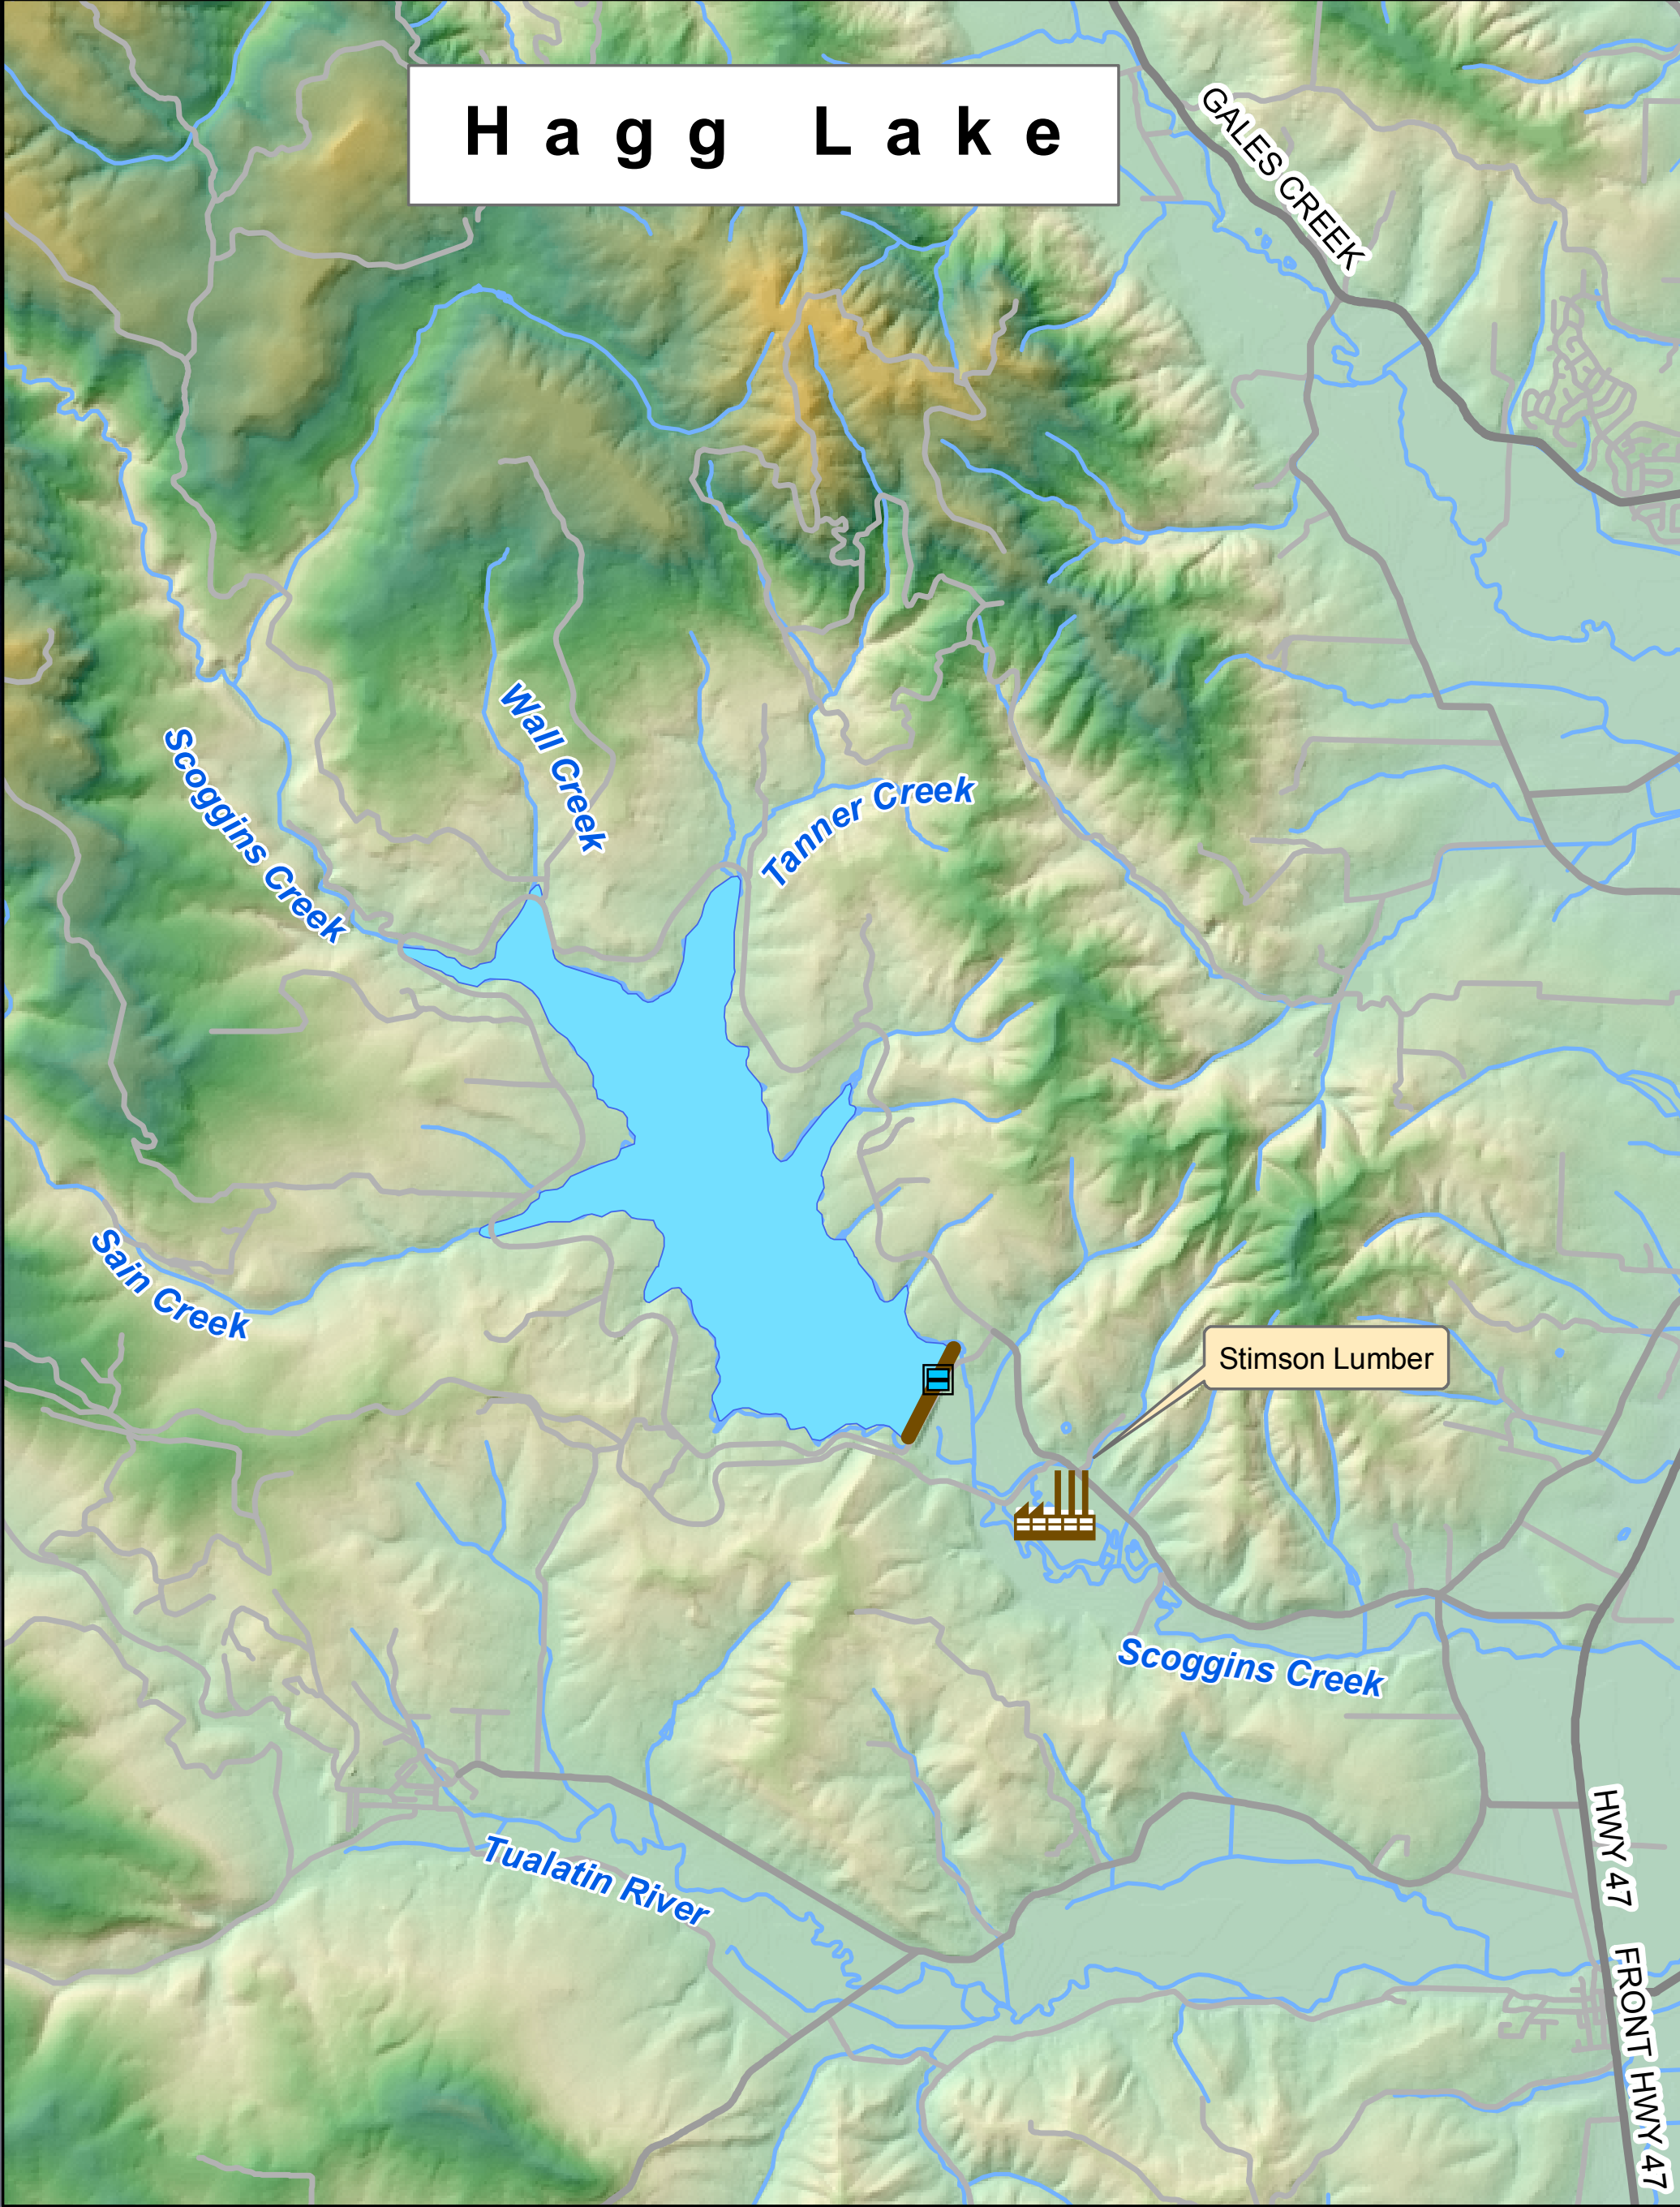 Hagg Lake
GALES CREEK
Wall Creek
Scoggins Creek
Tanner Creek
Sain Creek
Stimson Lumber
Scoggins Creek
HWY 47
Tualatin River
FRONT HWY 47